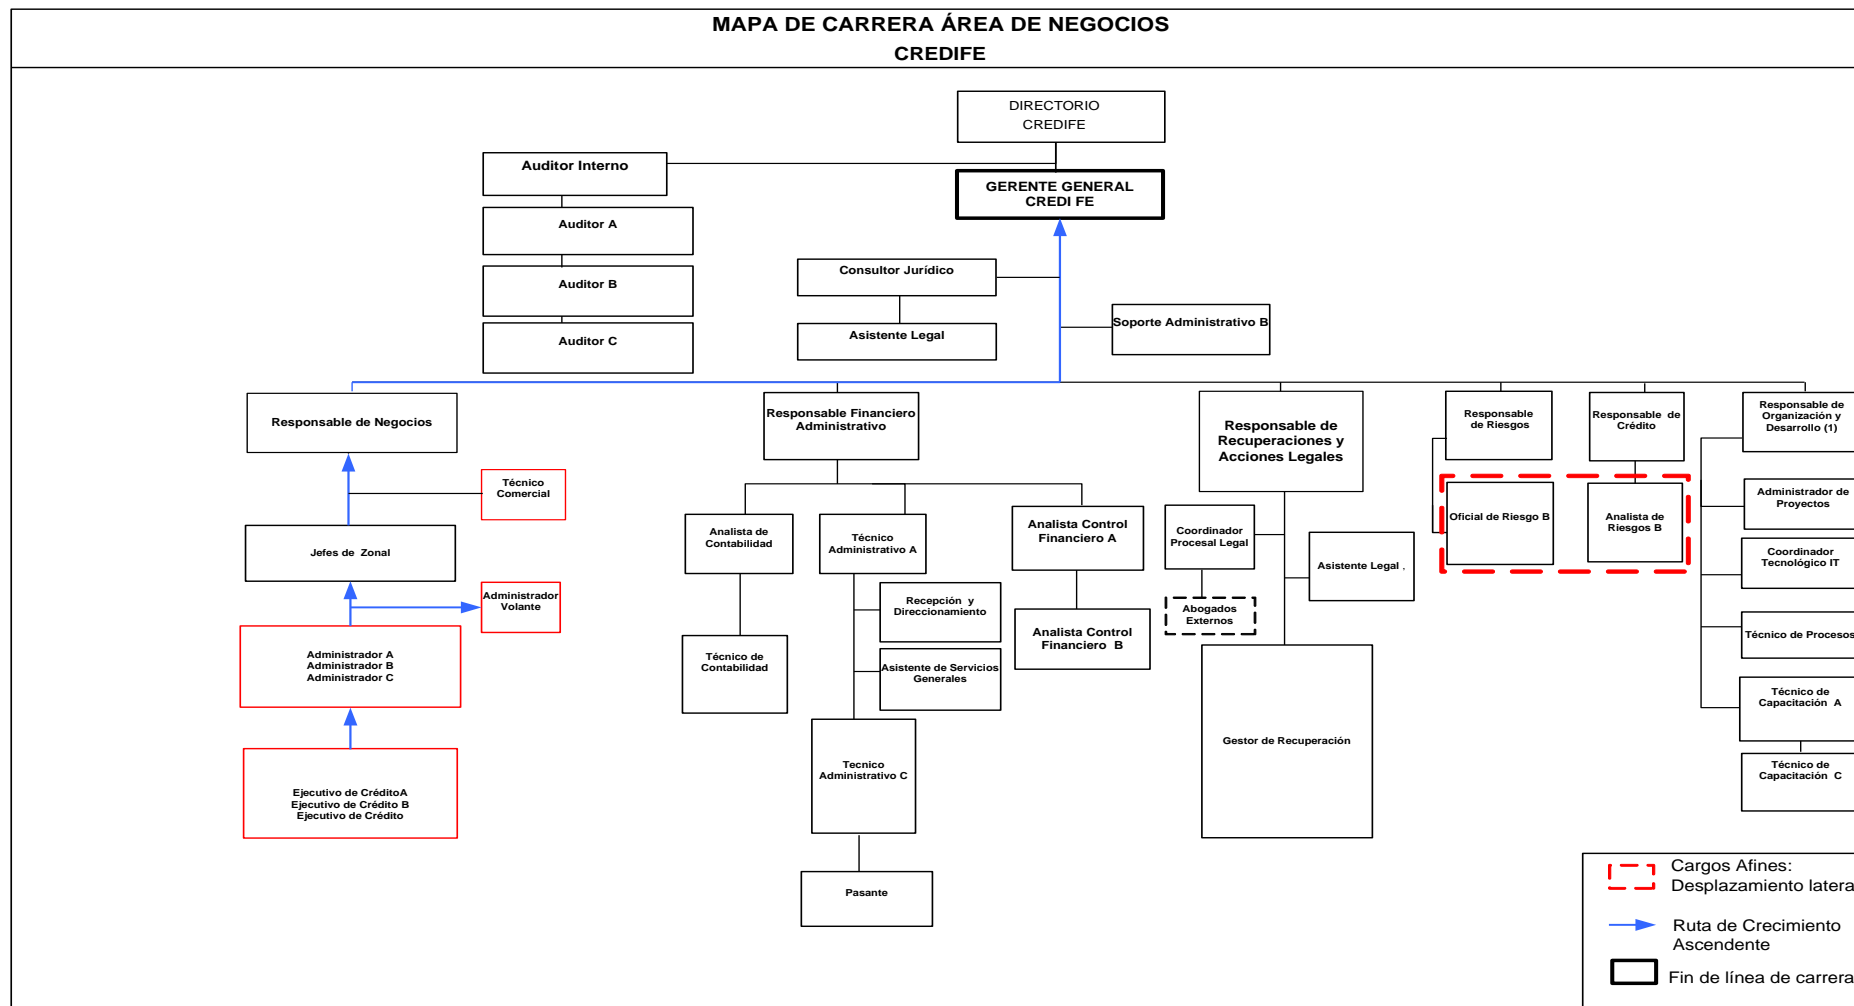 MAPA DE CARRERA ÁREA DE NEGOCIOS
CREDIFE
DIRECTORIO
CREDIFE
Auditor Interno
GERENTE GENERAL
CREDI FE
Auditor A
Auditor B
Auditor C
Consultor Jurídico
Asistente Legal
Soporte Administrativo B
Responsable de Negocios
Técnico
Comercial
Jefes de Zonal
Administrador
Volante
Administrador A
Administrador B
Administrador C
Ejecutivo de CréditoA
Ejecutivo de Crédito B
Ejecutivo de Crédito
Responsable Financiero
Administrativo
Analista de
Contabilidad
Técnico de
Contabilidad
Técnico
Administrativo A
Recepción y
Direccionamiento
Asistente de Servicios
Generales
Tecnico
Administrativo C
Pasante
Analista Control
Financiero A
Analista Control
Financiero B
Responsable de
Recuperaciones y
Acciones Legales
Coordinador
Procesal Legal
Abogados
Externos
Asistente Legal .
Gestor de Recuperación
Responsable
de Riesgos
Oficial de Riesgo B
Responsable de
Crédito
Analista de
Riesgos B
Responsable de
Organización y
Desarrollo (1)
Administrador de
Proyectos
Coordinador
Tecnológico IT
Técnico de Procesos
Técnico de
Capacitación A
Técnico de
Capacitación C
Cargos Afines:
Desplazamiento latera
Ruta de Crecimiento
Ascendente
Fin de línea de carrera